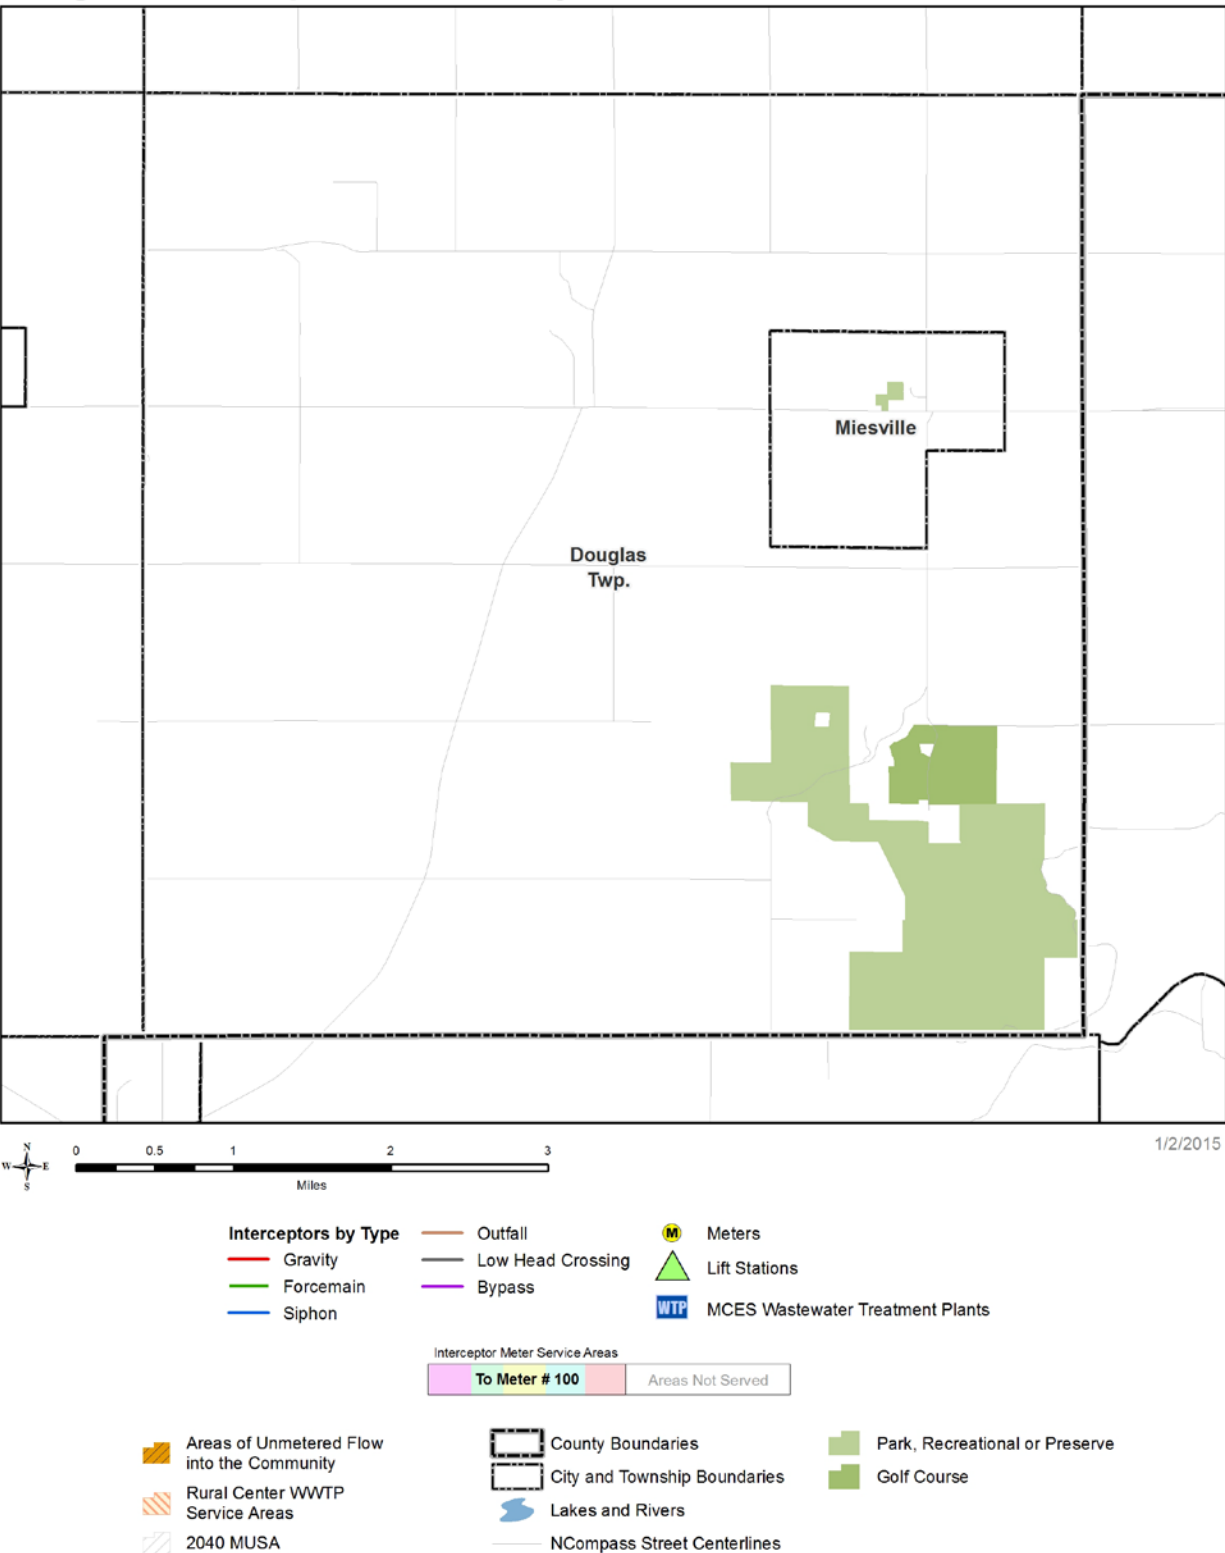 Miesville
Douglas
Twp.
1/2/2015
N
W E
S
0 0.5 1 2 3
Miles
Interceptors by Type
Gravity
Forcemain
Siphon
Outfall
Low Head Crossing
Bypass
M Meters
Lift Stations
WTP MCES Wastewater Treatment Plants
Interceptor Meter Service Areas
To Meter # 100
Areas Not Served
Areas of Unmetered Flow
into the Community
Rural Center WWTP
Service Areas
2040 MUSA
County Boundaries
City and Township Boundaries
Lakes and Rivers
NCompass Street Centerlines
Park, Recreational or Preserve
Golf Course